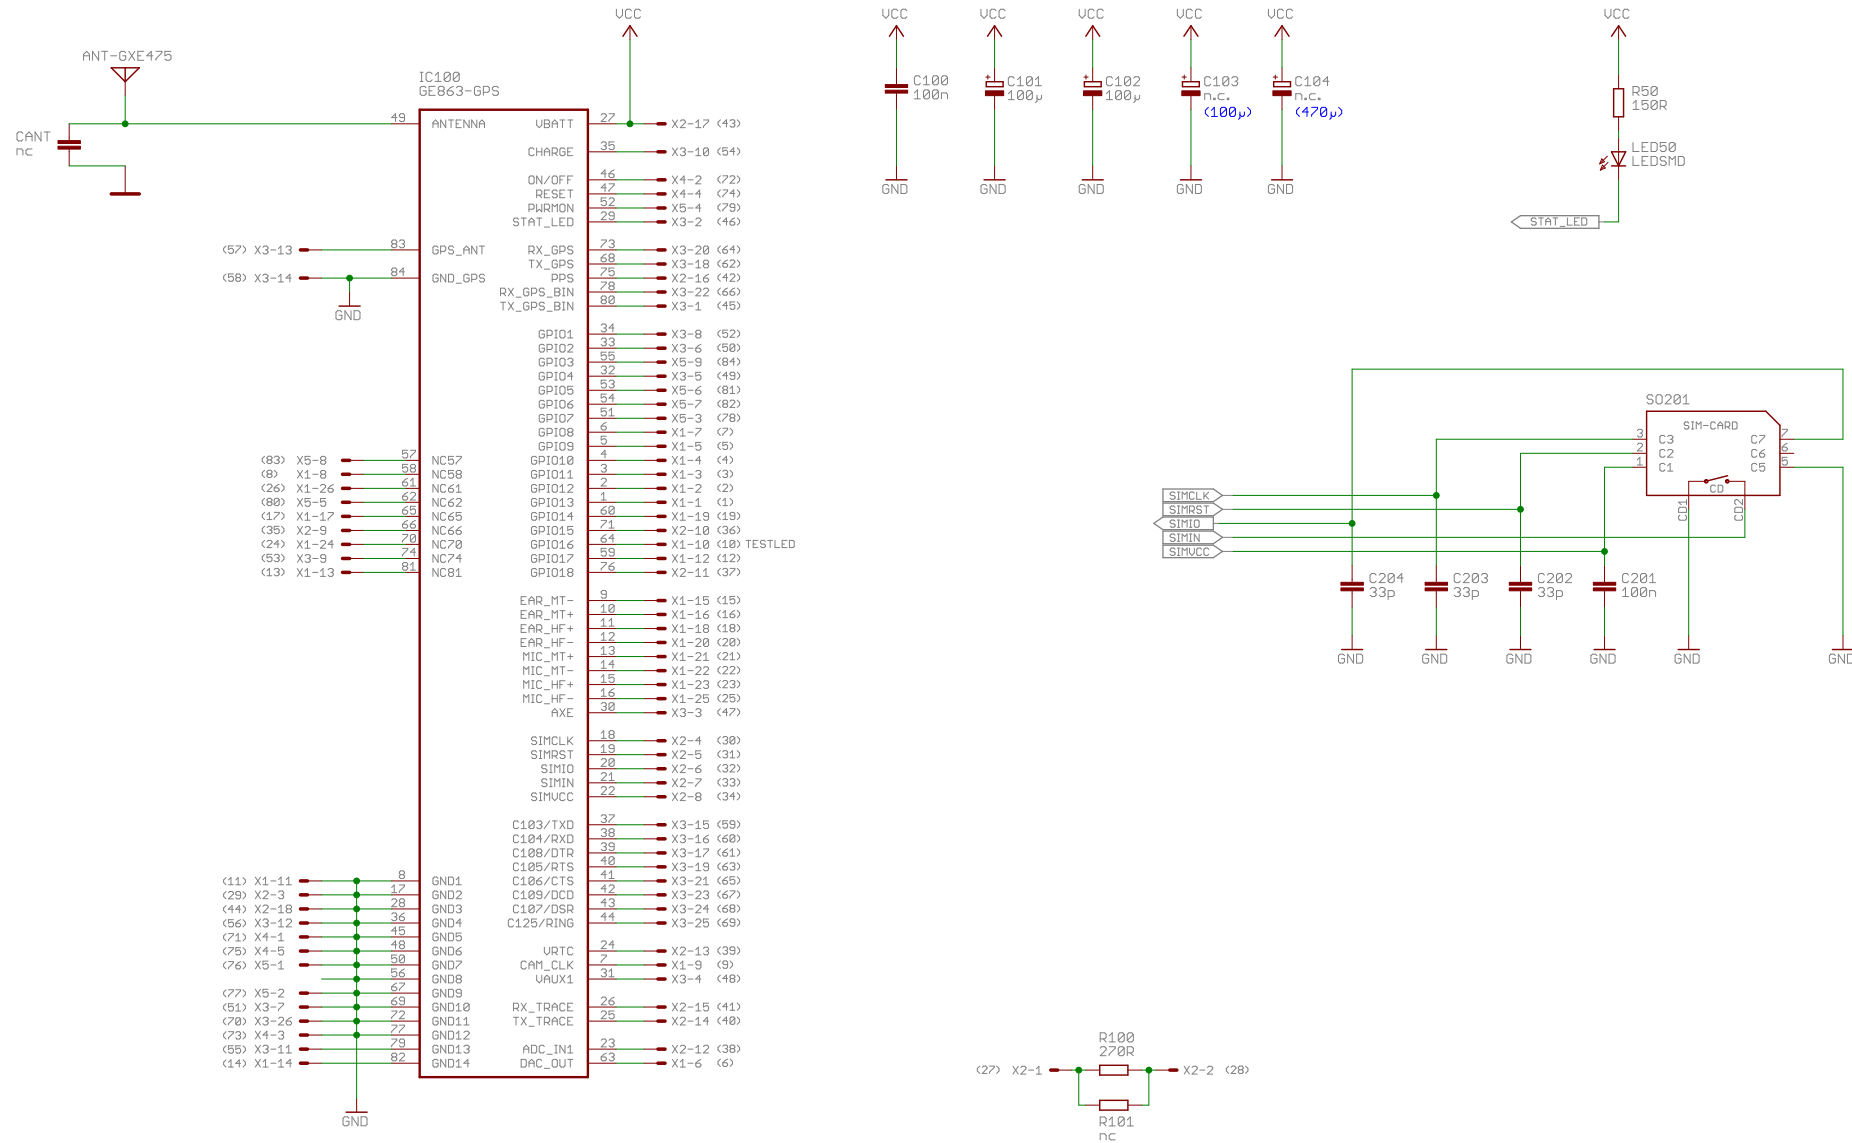 VCC
VCC
VCC
VCC
VCC
VCC
VCC
ANT-GXE475
CANT
nc
IC100
GE863-GPS
49 ANTENNA
VBATT 27 X2-17 (43)
CHARGE 35 X3-10 (54)
ON/OFF 46 X4-2 (72)
RESET 47 X4-4 (74)
PWRMON 52 X5-4 (79)
STAT_LED 29 X3-2 (46)
(57) X3-13 83 GPS_ANT
RX_GPS 73 X3-20 (64)
TX_GPS 68 X3-18 (62)
(58) X3-14 84 GND_GPS
GND
PPS 75 X2-16 (42)
RX_GPS_BIN 78 X3-22 (66)
TX_GPS_BIN 80 X3-1 (45)
GPIO1 34 X3-8 (52)
GPIO2 33 X3-6 (50)
GPIO3 55 X5-9 (84)
GPIO4 32 X3-5 (49)
GPIO5 53 X5-6 (81)
GPIO6 54 X5-7 (82)
GPIO7 51 X5-3 (78)
GPIO8 6 X1-7 (7)
GPIO9 5 X1-5 (5)
(83) X5-8 57 NC57 GPIO10 4 X1-4 (4)
(8) X1-8 58 NC58 GPIO11 3 X1-3 (3)
(26) X1-26 61 NC61 GPIO12 2 X1-2 (2)
(80) X5-5 62 NC62 GPIO13 1 X1-1 (1)
(17) X1-17 65 NC65 GPIO14 60 X1-19 (19)
(35) X2-9 66 NC66 GPIO15 71 X2-10 (36)
(24) X1-24 70 NC70 GPIO16 64 X1-10 (10) TESTLED
(53) X3-9 74 NC74 GPIO17 59 X1-12 (12)
(13) X1-13 81 NC81 GPIO18 76 X2-11 (37)
EAR_MT- 9 X1-15 (15)
EAR_MT+ 10 X1-16 (16)
EAR_HF+ 11 X1-18 (18)
EAR_HF- 12 X1-20 (20)
MIC_MT+ 13 X1-21 (21)
MIC_MT- 14 X1-22 (22)
MIC_HF+ 15 X1-23 (23)
MIC_HF- 16 X1-25 (25)
AXE 30 X3-3 (47)
SIMCLK 18 X2-4 (30)
SIMRST 19 X2-5 (31)
SIMIO 20 X2-6 (32)
SIMIN 21 X2-7 (33)
SIMVCC 22 X2-8 (34)
C103/TXD 37 X3-15 (59)
C104/RXD 38 X3-16 (60)
C108/DTR 39 X3-17 (61)
C105/RTS 40 X3-19 (63)
(11) X1-11 8 GND1 C106/CTS 41 X3-21 (65)
(29) X2-3 17 GND2 C109/DCD 42 X3-23 (67)
(44) X2-18 28 GND3 C107/DSR 43 X3-24 (68)
(56) X3-12 36 GND4 C125/RING 44 X3-25 (69)
(71) X4-1 45 GND5
(75) X4-5 48 GND6 VRTC 24 X2-13 (39)
(76) X5-1 50 GND7 CAM_CLK 7 X1-9 (9)
56 GND8 VAUX1 31 X3-4 (48)
(77) X5-2 67 GND9
(51) X3-7 69 GND10 RX_TRACE 26 X2-15 (41)
(70) X3-26 72 GND11 TX_TRACE 25 X2-14 (40)
(73) X4-3 77 GND12
(55) X3-11 79 GND13 ADC_IN1 23 X2-12 (38)
(14) X1-14 82 GND14 DAC_OUT 63 X1-6 (6)
GND
C100
100n
GND
+
C101
100µ
GND
+
C102
100µ
GND
+
C103
n.c.
(100µ)
GND
+
C104
n.c.
(470µ)
GND
R50
150R
LED50
LEDSMD
STAT_LED
SO201
SIM-CARD
3 C3 C7 7
2 C2 C6 6
1 C1 C5 5
CD
CD1
CD2
SIMCLK
SIMRST
SIMIO
SIMIN
SIMVCC
C204
33p
C203
33p
C202
33p
C201
100n
GND
GND
GND
GND
GND
GND
R100
270R
(27) X2-1
X2-2 (28)
R101
nc